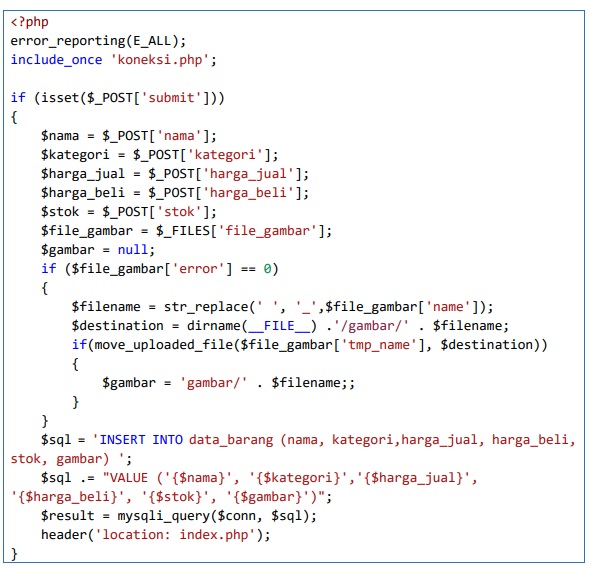 <?php
error_reporting(E_ALL);
include_once 'koneksi.php';
if (isset($_POST['submit']))
{
    $nama = $_POST['nama'];
    $kategori = $_POST['kategori'];
    $harga_jual = $_POST['harga_jual'];
    $harga_beli = $_POST['harga_beli'];
    $stok = $_POST['stok'];
    $file_gambar = $_FILES['file_gambar'];
    $gambar = null;
    if ($file_gambar['error'] == 0)
    {
        $filename = str_replace(' ', '_',$file_gambar['name']);
        $destination = dirname(__FILE__) .'/gambar/' . $filename;
        if(move_uploaded_file($file_gambar['tmp_name'], $destination))
        {
            $gambar = 'gambar/' . $filename;;
        }
    }
    $sql = 'INSERT INTO data_barang (nama, kategori,harga_jual, harga_beli,
stok, gambar) ';
    $sql .= "VALUE ('{$nama}', '{$kategori}','{$harga_jual}',
'{$harga_beli}', '{$stok}', '{$gambar}')";
    $result = mysqli_query($conn, $sql);
    header('location: index.php');
}